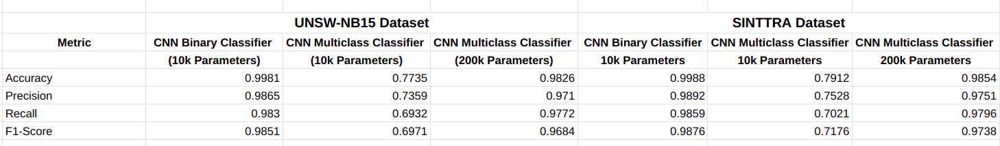 UNSW-NB15 Dataset SINTTRA Dataset
Metric CNN Binary Classifier CNN Multiclass Classifier CNN Multiclass Classifier CNN Binary Classifier CNN Multiclass Classifier CNN Multiclass Classifier
(10k Parameters) (10k Parameters) (200k Parameters) 10k Parameters 10k Parameters 200k Parameters
Accuracy 0.9981 0.7735 0.9826 0.9988 0.7912 0.9854
Precision 0.9865 0.7359 0.971 0.9892 0.7528 0.9751
Recall 0.983 0.6932 0.9772 0.9859 0.7021 0.9796
F1-Score 0.9851 0.6971 0.9684 0.9876 0.7176 0.9738